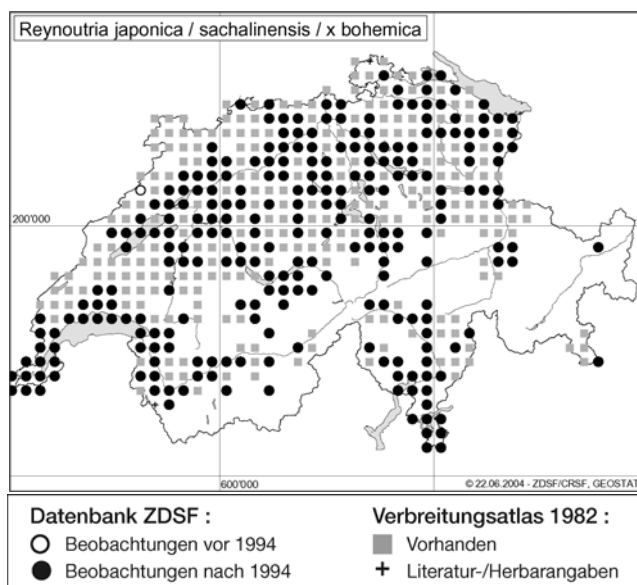 Reynoutria japonica / sachalinensis / x bohemica
200'000
600'000
© 22.06.2004 - ZDSF/CRSF, GEOSTAT
Datenbank ZDSF :
Beobachtungen vor 1994
Beobachtungen nach 1994
Verbreitungsatlas 1982 :
Vorhanden
Literatur-/Herbarangaben